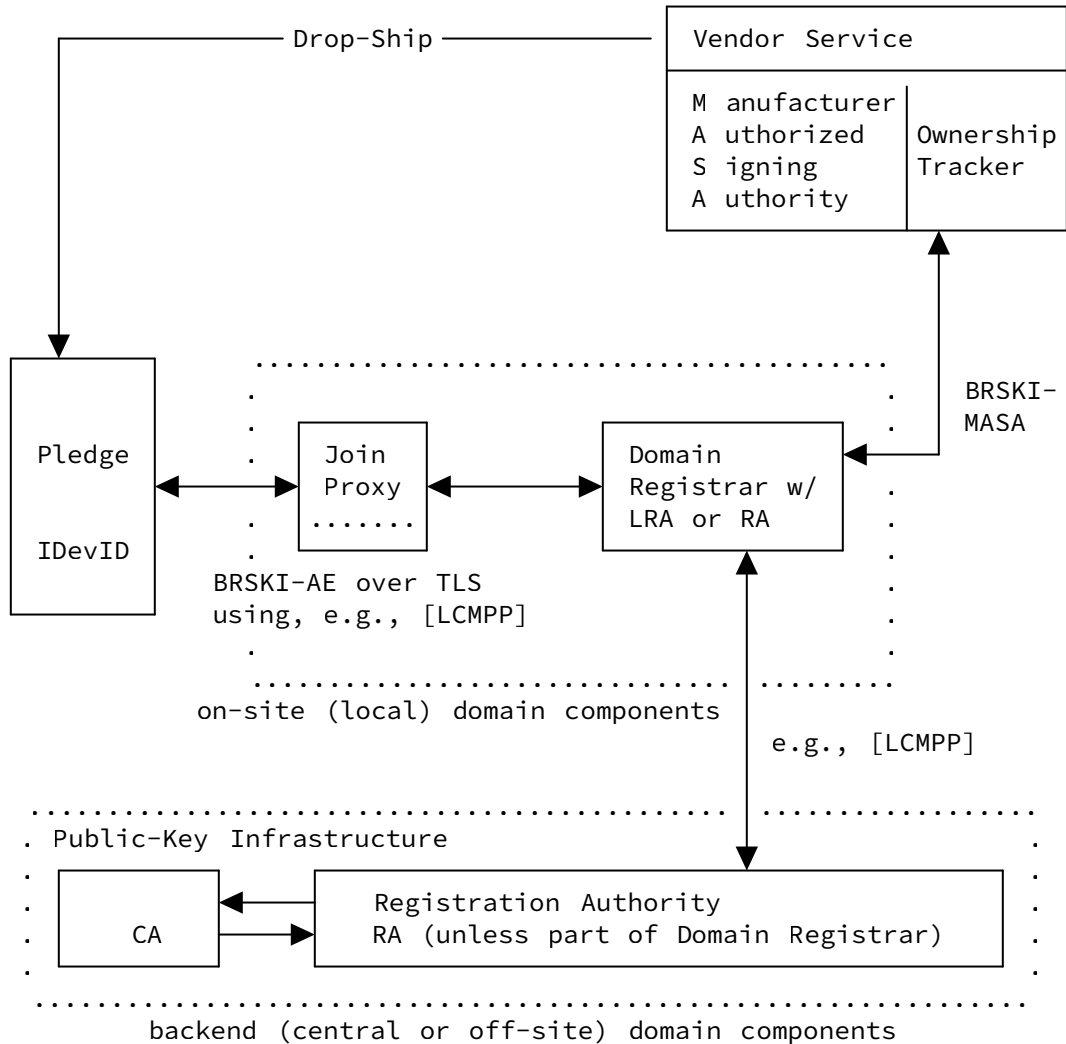 Drop-Ship
Vendor Service
M anufacturer
A uthorized
S igning
A uthority
Ownership
Tracker
BRSKI-
MASA
Pledge
IDevID
Join
Proxy
.......
Domain
Registrar w/
LRA or RA
BRSKI-AE over TLS
using, e.g., [LCMPP]
on-site (local) domain components
e.g., [LCMPP]
Public-Key Infrastructure
CA
Registration Authority
RA (unless part of Domain Registrar)
backend (central or off-site) domain components